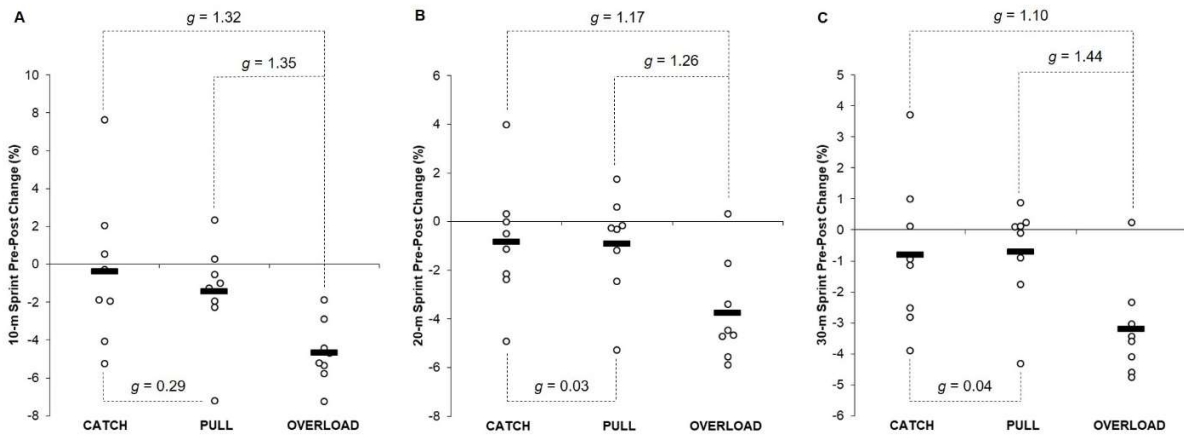 A
g = 1.32
g = 1.35
10
8
6
4
2
0
-2
-4
-6
-8
10-m Sprint Pre-Post Change (%)
g = 0.29
CATCH PULL OVERLOAD
B
g = 1.17
g = 1.26
6
4
2
0
-2
-4
-6
-8
20-m Sprint Pre-Post Change (%)
g = 0.03
CATCH PULL OVERLOAD
C
g = 1.10
g = 1.44
5
4
3
2
1
0
-1
-2
-3
-4
-5
-6
30-m Sprint Pre-Post Change (%)
g = 0.04
CATCH PULL OVERLOAD